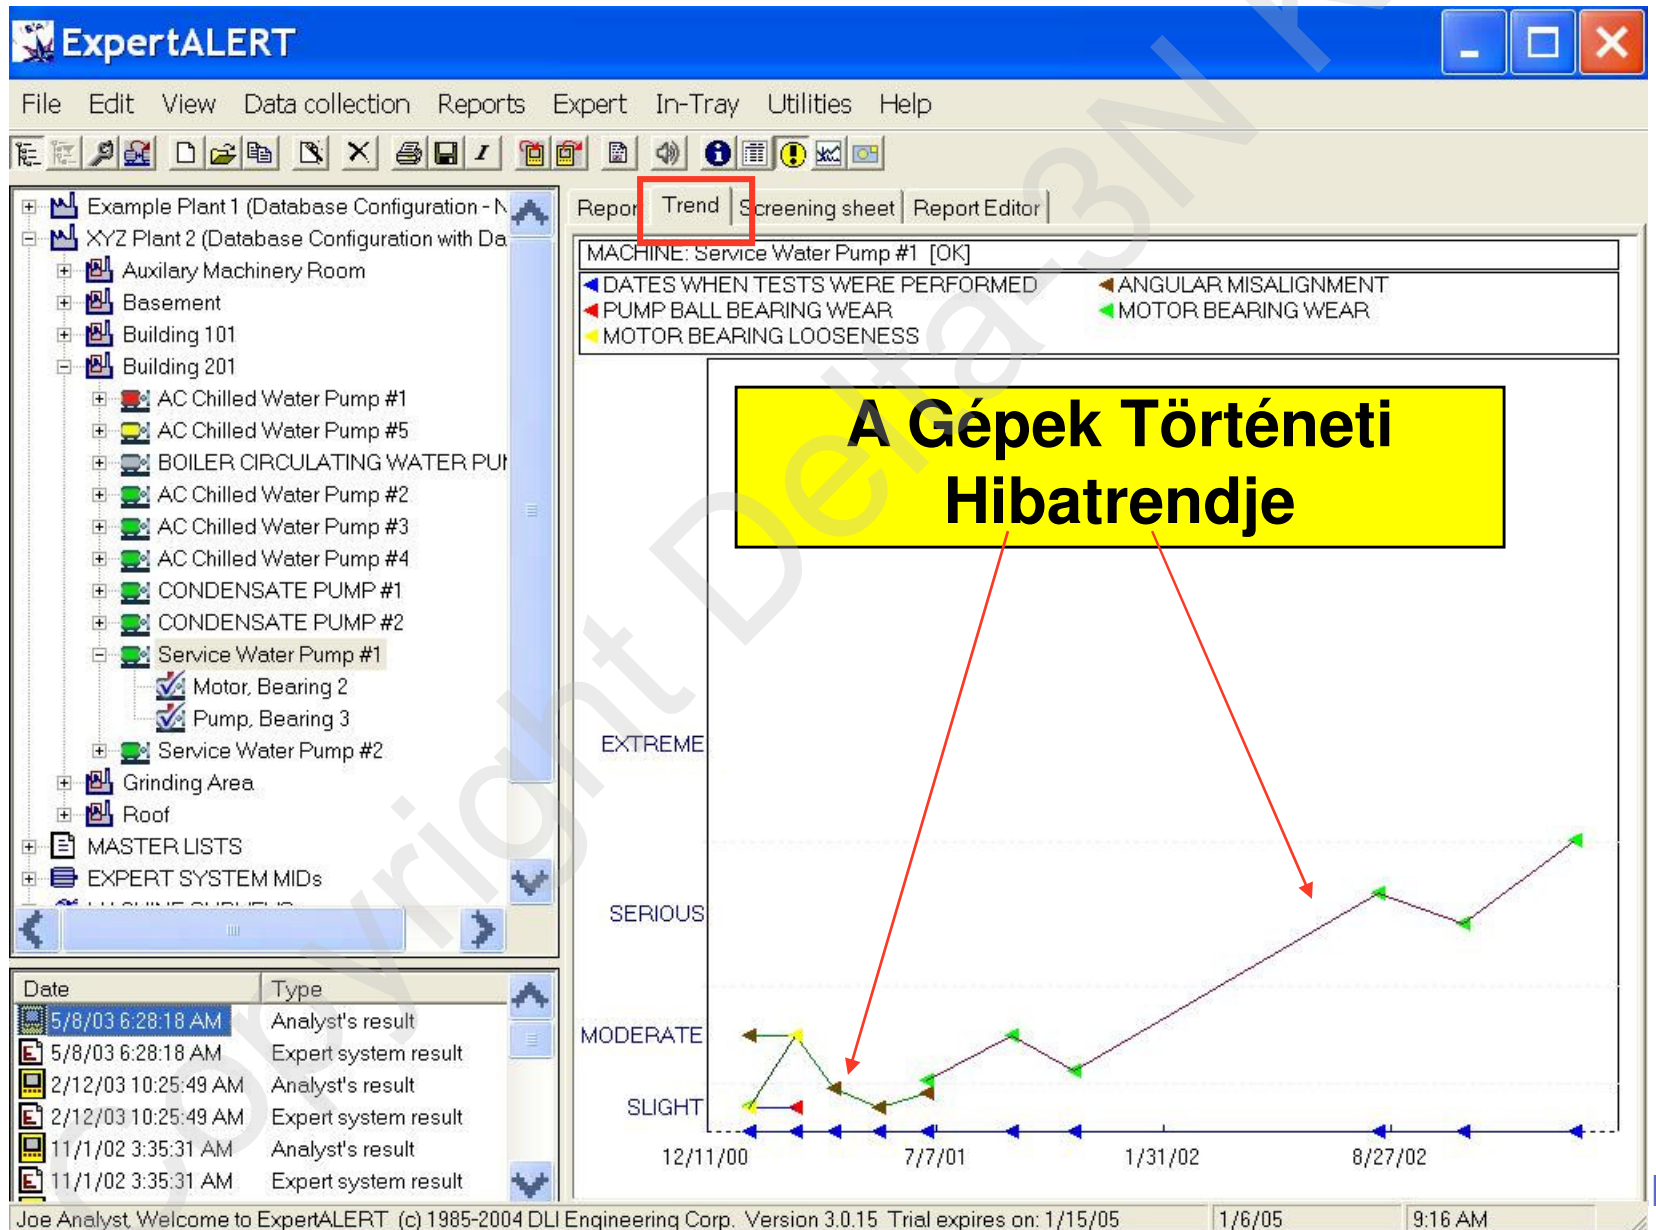 ExpertALERT
File Edit View Data collection Reports Expert In-Tray Utilities Help
Example Plant 1 (Database Configuration - N
XYZ Plant 2 (Database Configuration with Da
Auxilary Machinery Room
Basement
Building 101
Building 201
AC Chilled Water Pump #1
AC Chilled Water Pump #5
BOILER CIRCULATING WATER PUM
AC Chilled Water Pump #2
AC Chilled Water Pump #3
AC Chilled Water Pump #4
CONDENSATE PUMP #1
CONDENSATE PUMP #2
Service Water Pump #1
Motor, Bearing 2
Pump, Bearing 3
Service Water Pump #2
Grinding Area
Roof
MASTER LISTS
EXPERT SYSTEM MIDs
Date Type
5/8/03 6:28:18 AM Analyst's result
5/8/03 6:28:18 AM Expert system result
2/12/03 10:25:49 AM Analyst's result
2/12/03 10:25:49 AM Expert system result
11/1/02 3:35:31 AM Analyst's result
11/1/02 3:35:31 AM Expert system result
Repor Trend Screening sheet Report Editor
MACHINE: Service Water Pump #1 [OK]
DATES WHEN TESTS WERE PERFORMED ANGULAR MISALIGNMENT
PUMP BALL BEARING WEAR MOTOR BEARING WEAR
MOTOR BEARING LOOSENESS
A Gépek Történeti
Hibatrendje
EXTREME
SERIOUS
MODERATE
SLIGHT
12/11/00 7/7/01 1/31/02 8/27/02
Joe Analyst, Welcome to ExpertALERT (c) 1985-2004 DLI Engineering Corp. Version 3.0.15 Trial expires on: 1/15/05 1/6/05 9:16 AM
Copyright Delta-3N K